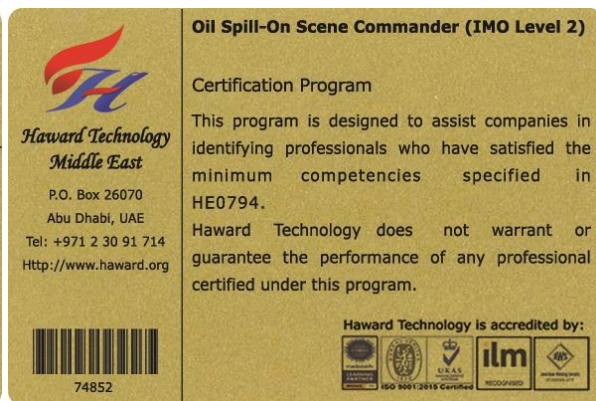 Haward Technology
Middle East
P.O. Box 26070
Abu Dhabi, UAE
Tel: +971 2 30 91 714
Http://www.haward.org
74852
Oil Spill-On Scene Commander (IMO Level 2)
Certification Program
This program is designed to assist companies in
identifying professionals who have satisfied the
minimum competencies specified in
HE0794.
Haward Technology does not warrant or
guarantee the performance of any professional
certified under this program.
Haward Technology is accredited by:
ISO 9001:2015 Certified
UKAS
ilm
RECOGNISED
AWS